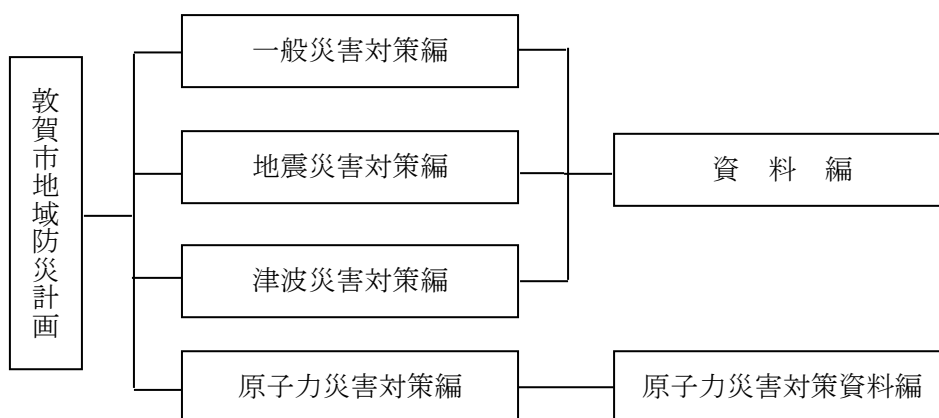 敦賀市地域防災計画
一般災害対策編
地震災害対策編
津波災害対策編
原子力災害対策編
資　料　編
原子力災害対策資料編